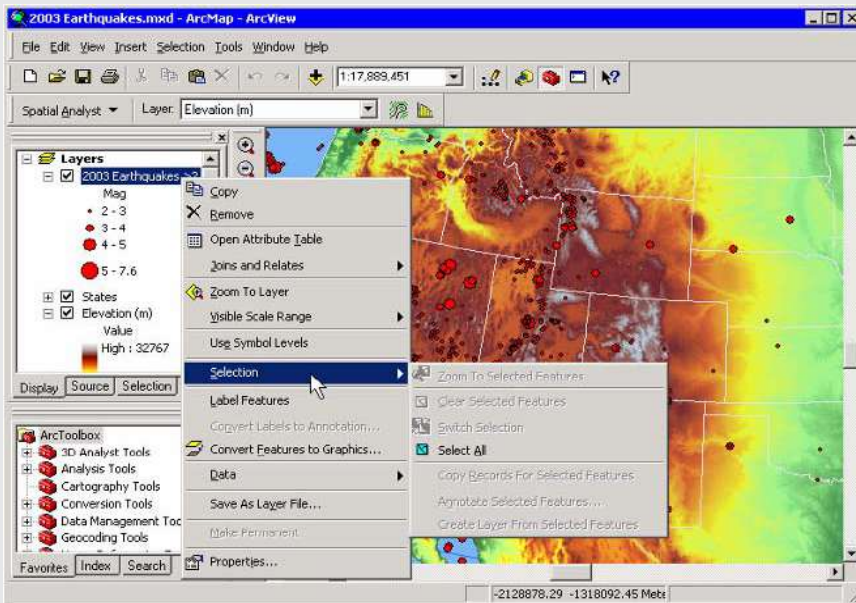 2003 Earthquakes.mxd - ArcMap - ArcView
File Edit View Insert Selection Tools Window Help
1:17,889,451
Spatial Analyst Layer: Elevation (m)
Layers
2003 Earthquakes >2
Mag
2 - 3
3 - 4
4 - 5
5 - 7.6
States
Elevation (m)
Value
High : 32767
Display Source Selection
ArcToolbox
3D Analyst Tools
Analysis Tools
Cartography Tools
Conversion Tools
Data Management Too
Geocoding Tools
Favorites Index Search
Copy
Remove
Open Attribute Table
Joins and Relates
Zoom To Layer
Visible Scale Range
Use Symbol Levels
Selection
Label Features
Convert Labels to Annotation...
Convert Features to Graphics...
Data
Save As Layer File...
Make Permanent
Properties...
Zoom To Selected Features
Clear Selected Features
Switch Selection
Select All
Copy Records For Selected Features
Annotate Selected Features...
Create Layer From Selected Features
-2128878.29 -1318092.45 Mete